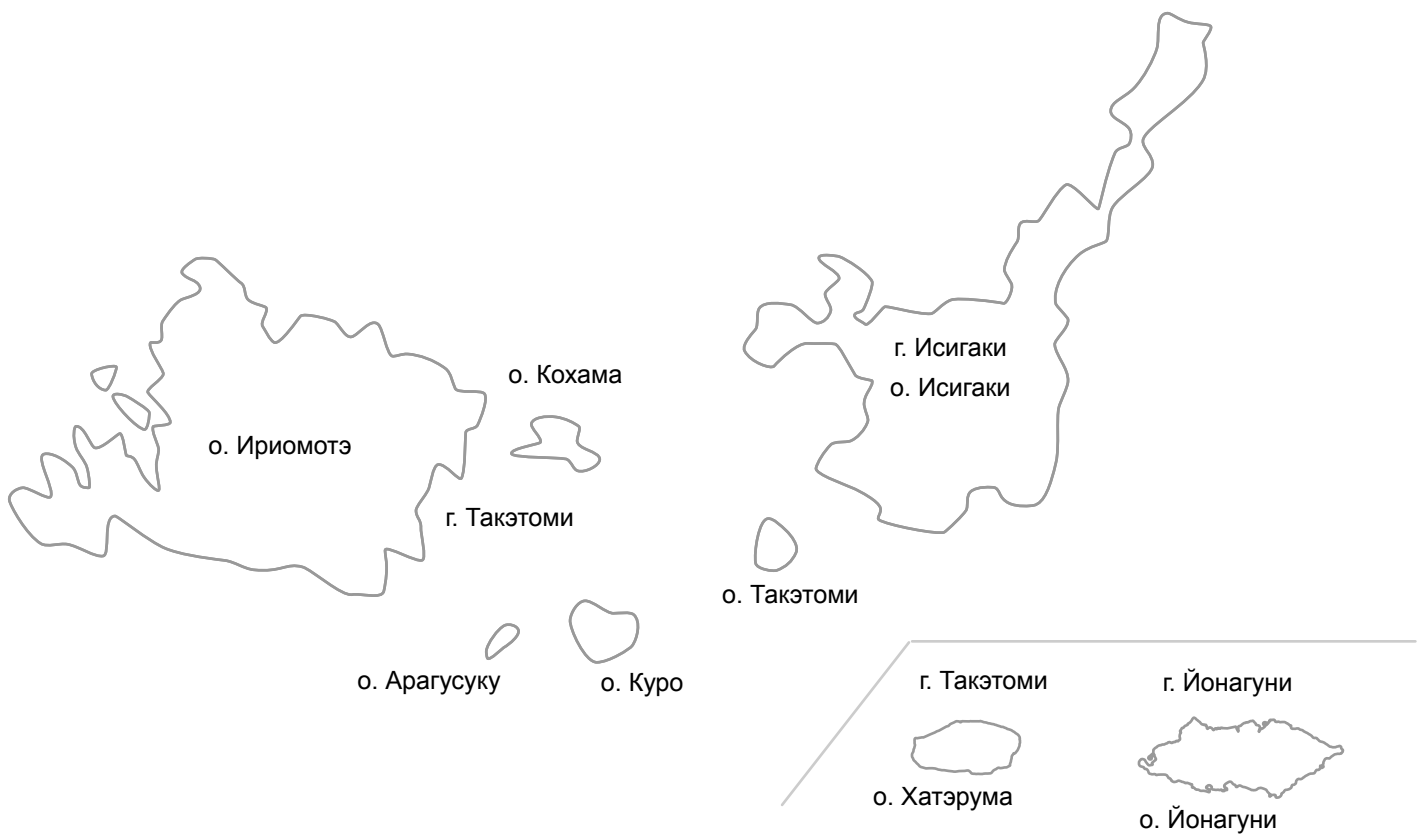 г. Исигаки
о. Исигаки
о. Кохама
о. Ириомотэ
г. Такэтоми
о. Такэтоми
о. Арагусуку
о. Куро
г. Такэтоми
г. Йонагуни
о. Хатэрума
о. Йонагуни